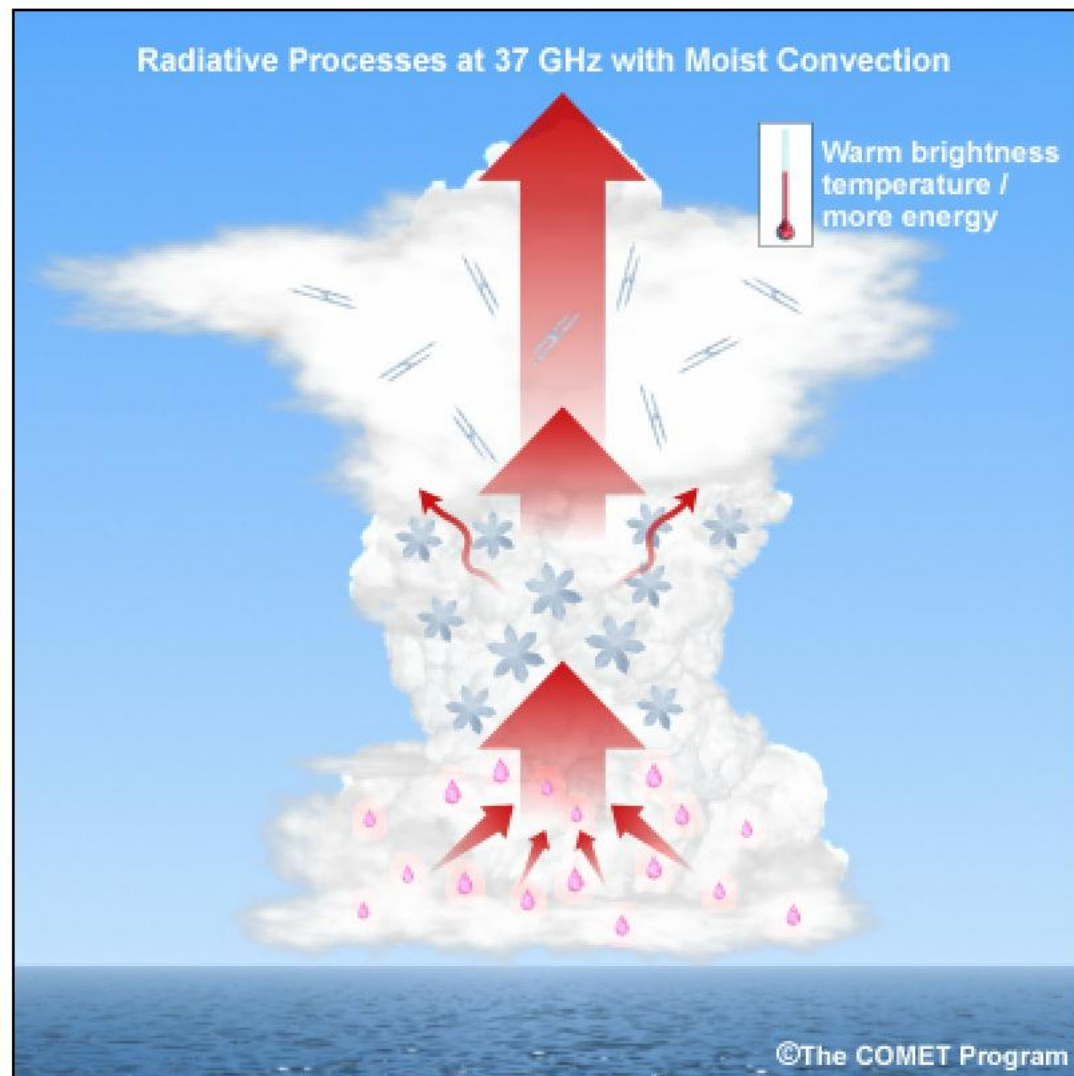 Radiative Processes at 37 GHz with Moist Convection
Warm brightness
temperature /
more energy
©The COMET Program